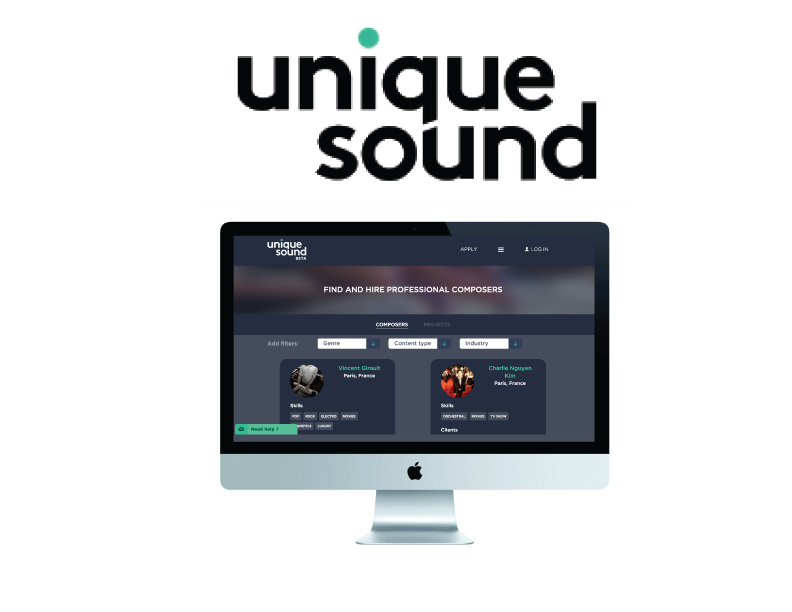 unique
sound
unique
sound
BETA
APPLY
LOG IN
FIND AND HIRE PROFESSIONAL COMPOSERS
COMPOSERS PROJECTS
Add filters: Genre Content type Industry
Vincent Girault
Paris, France
Skills
POP ROCK ELECTRO MOVIES
LUXURY
Charlie Nguyen
Kim
Paris, France
Skills
ORCHESTRAL MOVIES TV SHOW
Clients
Need help ?